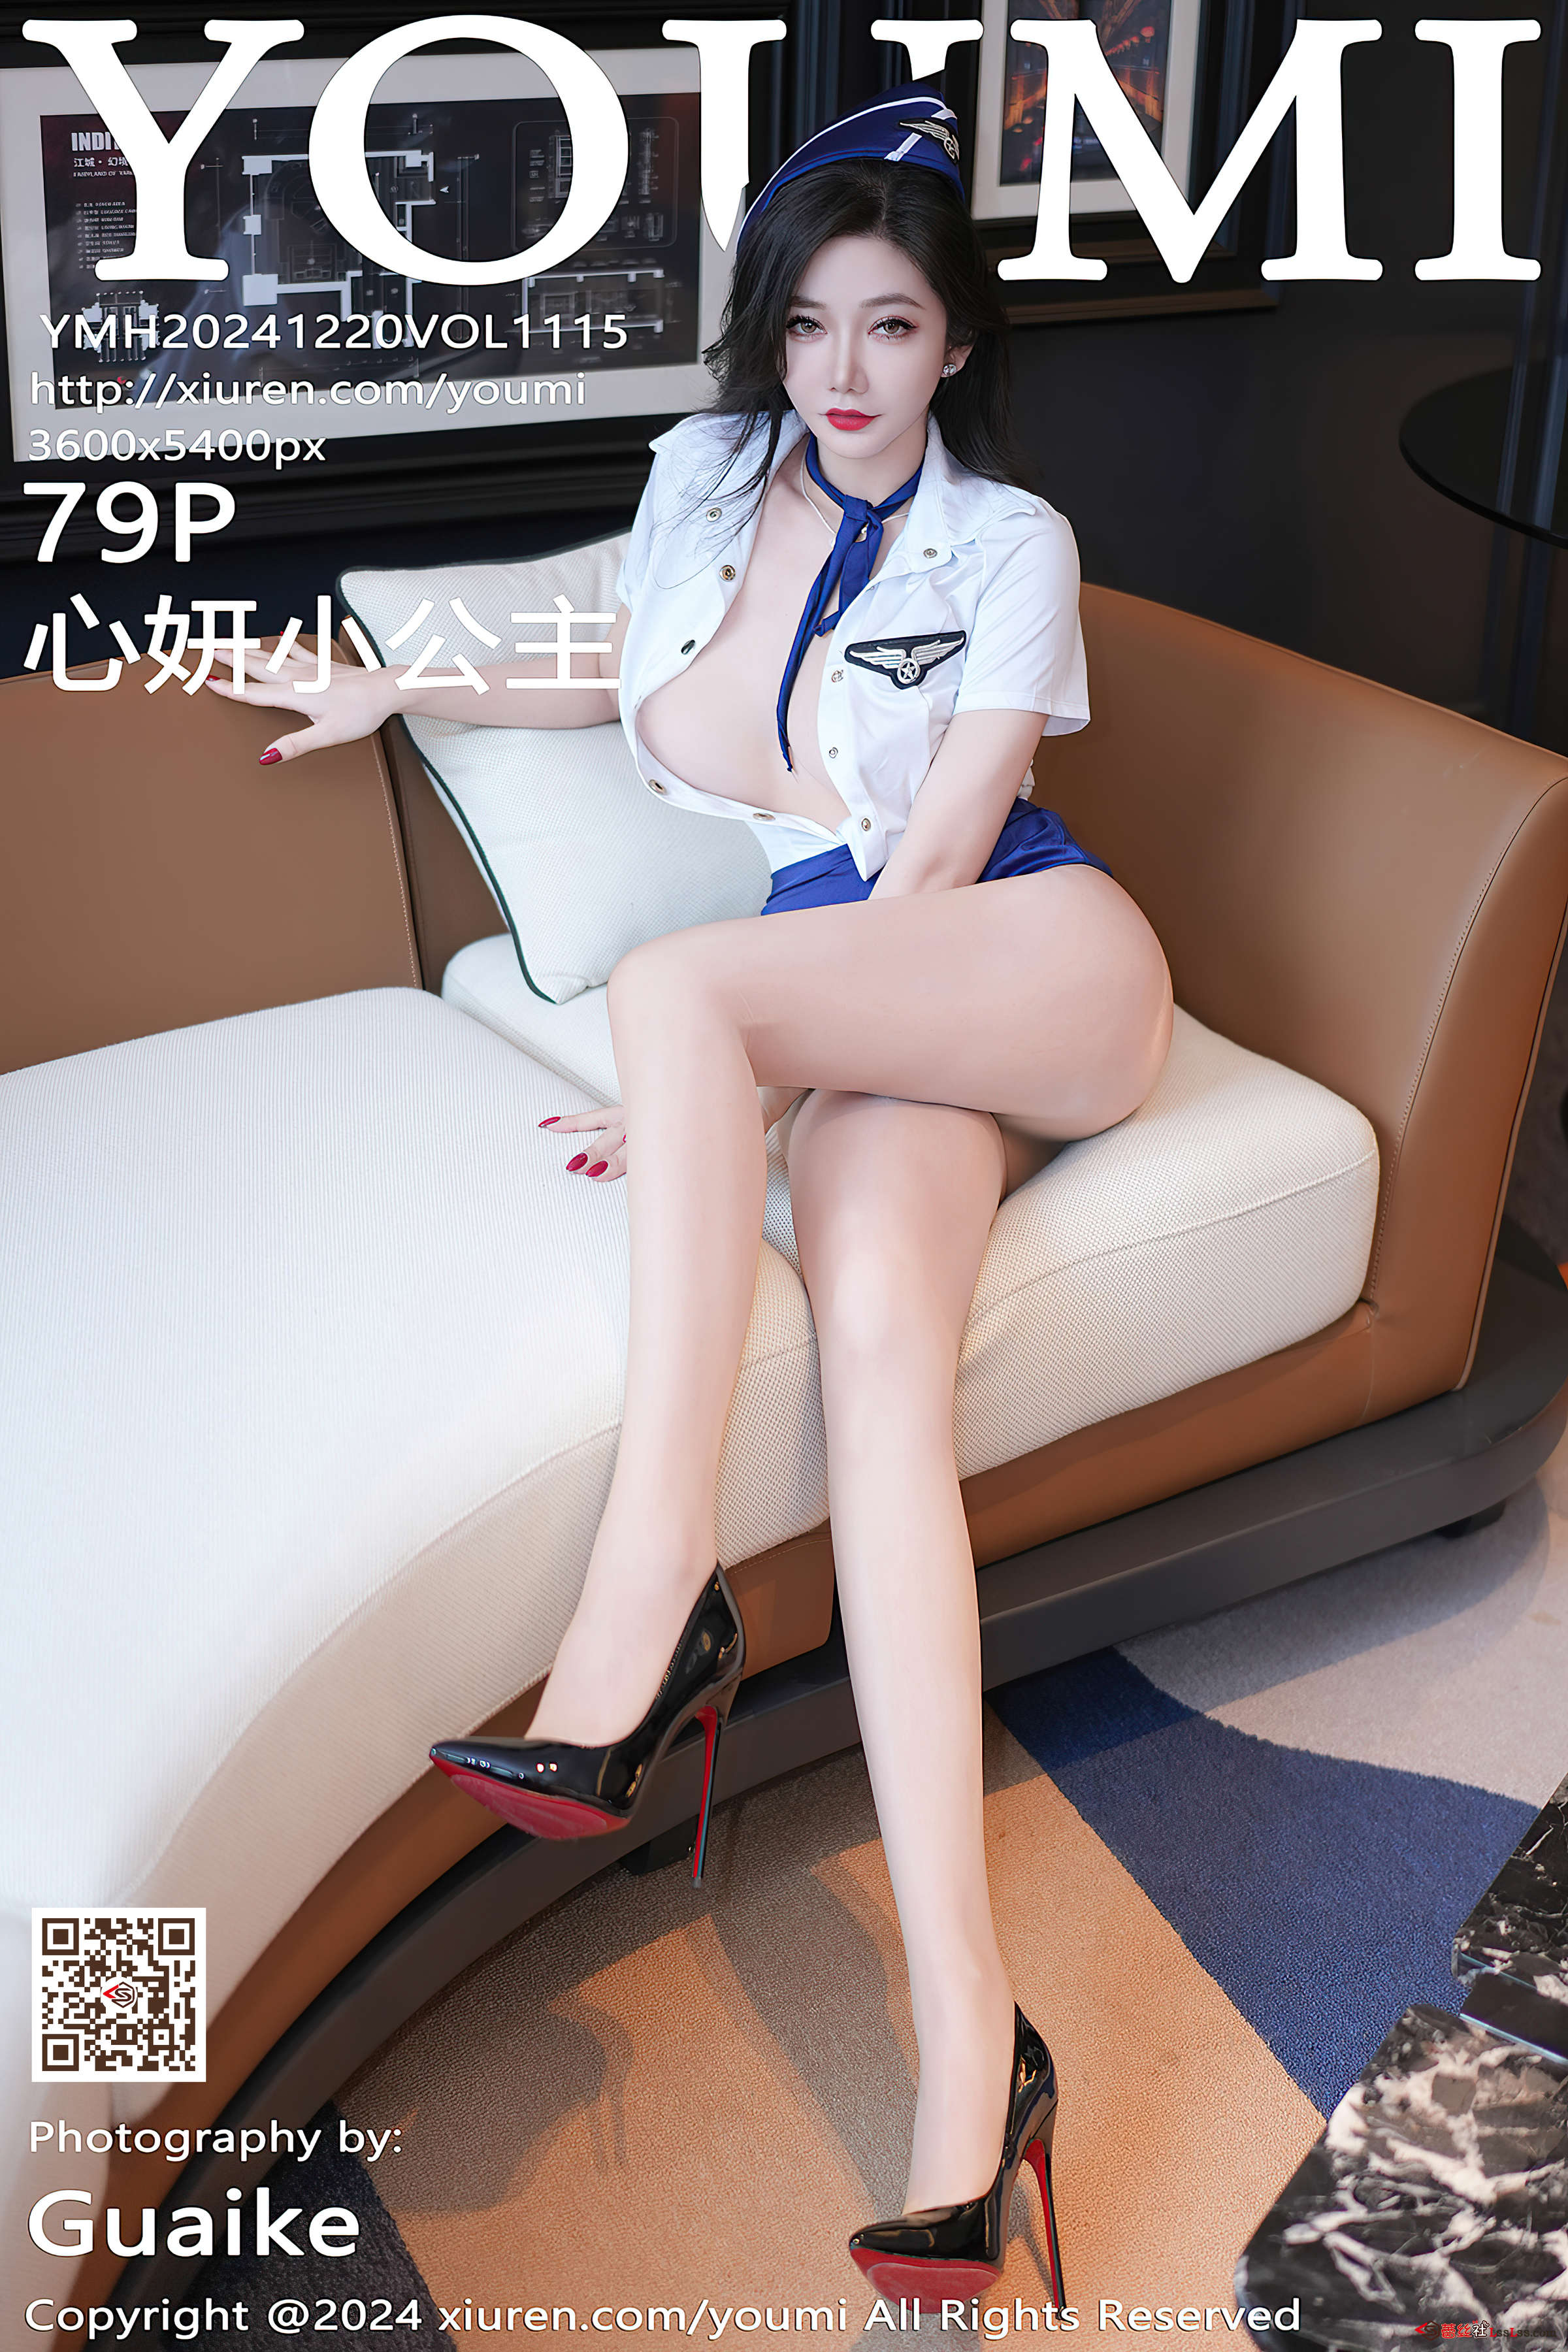 YOUMI
江城·幻境
YMH20241220VOL1115
http://xiuren.com/youmi
3600x5400px
79P
心妍小公主
Photography by:
Guaike
Copyright @2024 xiuren.com/youmi All Rights Reserved